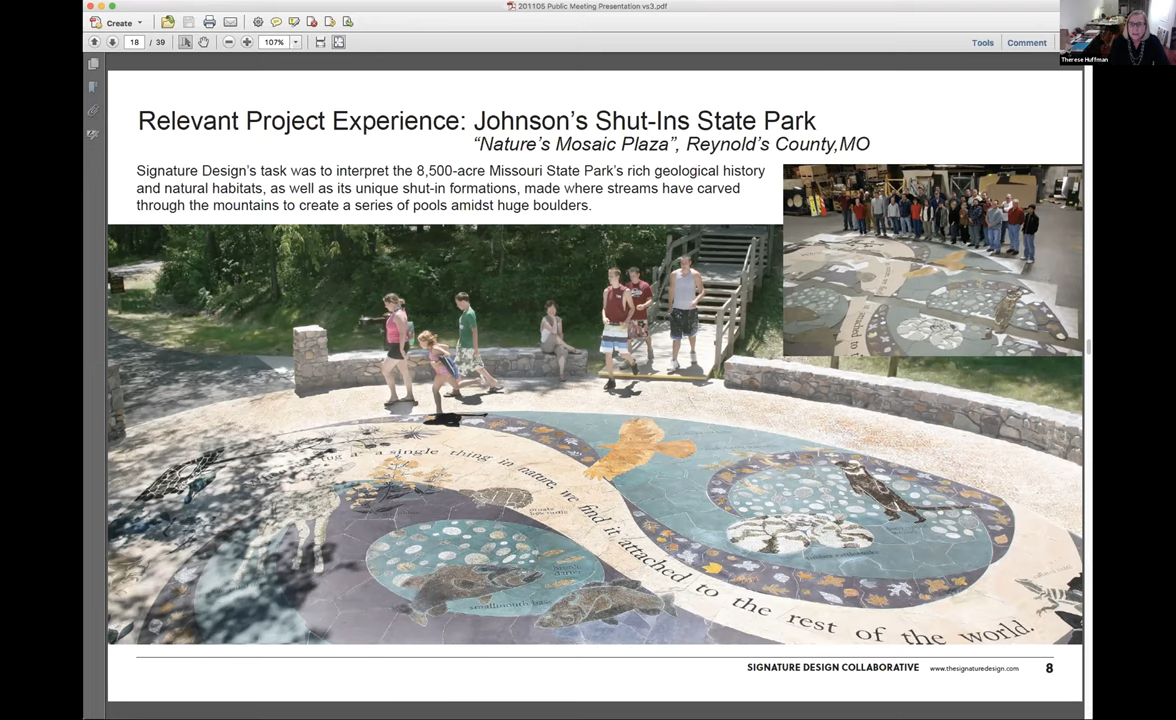 201105 Public Meeting Presentation vs3.pdf
Create
18 / 39
107%
Tools
Comment
Therese Huffman
Relevant Project Experience: Johnson's Shut-Ins State Park
“Nature's Mosaic Plaza”, Reynold's County,MO
Signature Design's task was to interpret the 8,500-acre Missouri State Park's rich geological history
and natural habitats, as well as its unique shut-in formations, made where streams have carved
through the mountains to create a series of pools amidst huge boulders.
tug at a single thing in nature, we find it attached to the rest of the world.
smallmouth bass
attached to t
SIGNATURE DESIGN COLLABORATIVE
www.thesignaturedesign.com
8